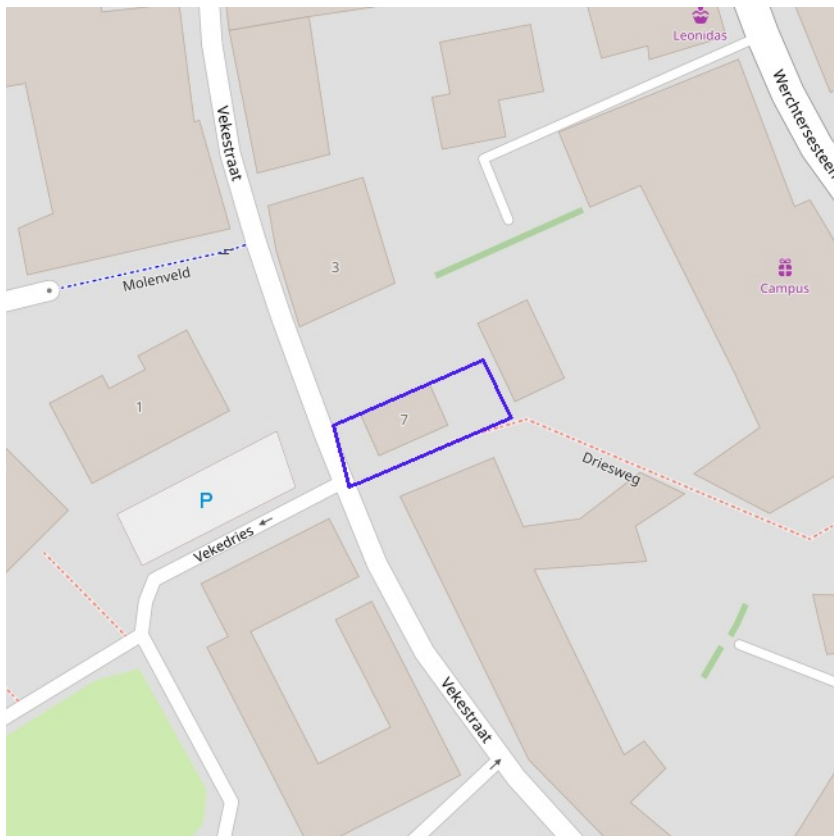 Leonidas
Werchtersesteen
Vekestraat
Molenveld
3
Campus
1
7
P
Driesweg
Vekedries
Vekestraat